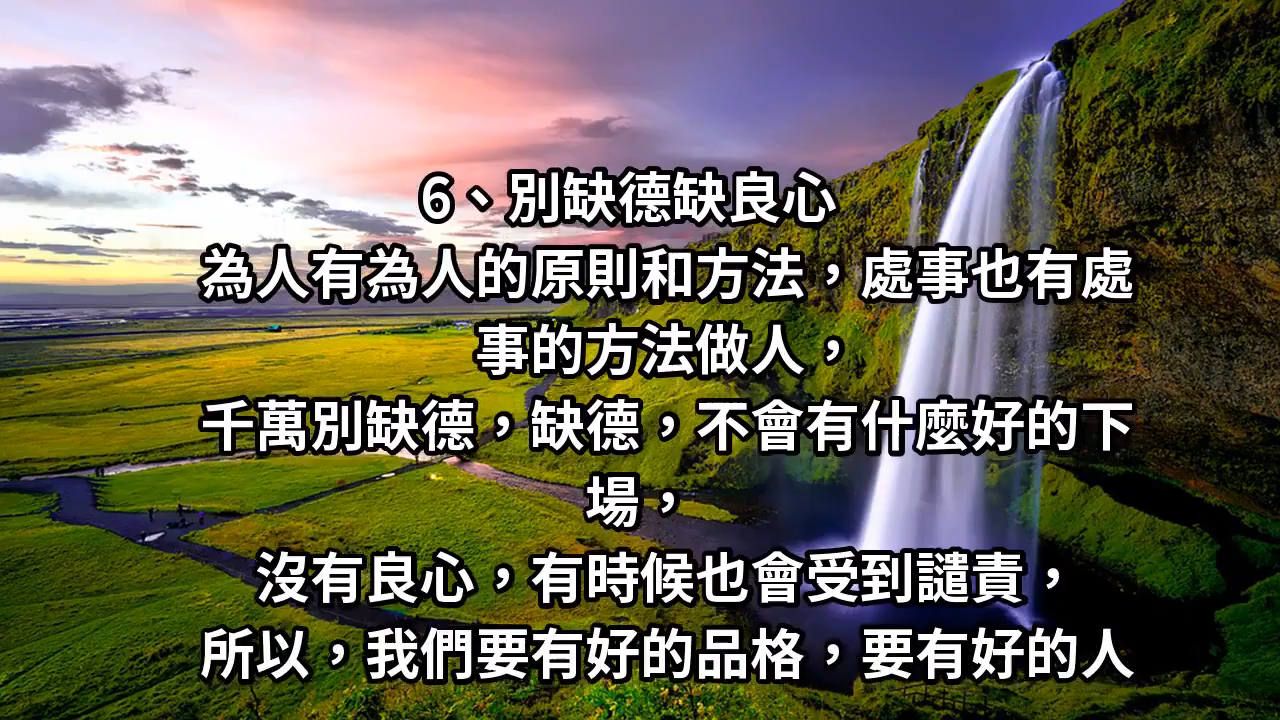 6、別缺德缺良心
為人有為人的原則和方法，處事也有處
事的方法做人，
千萬別缺德，缺德，不會有什麼好的下
場，
沒有良心，有時候也會受到譴責，
所以，我們要有好的品格，要有好的人